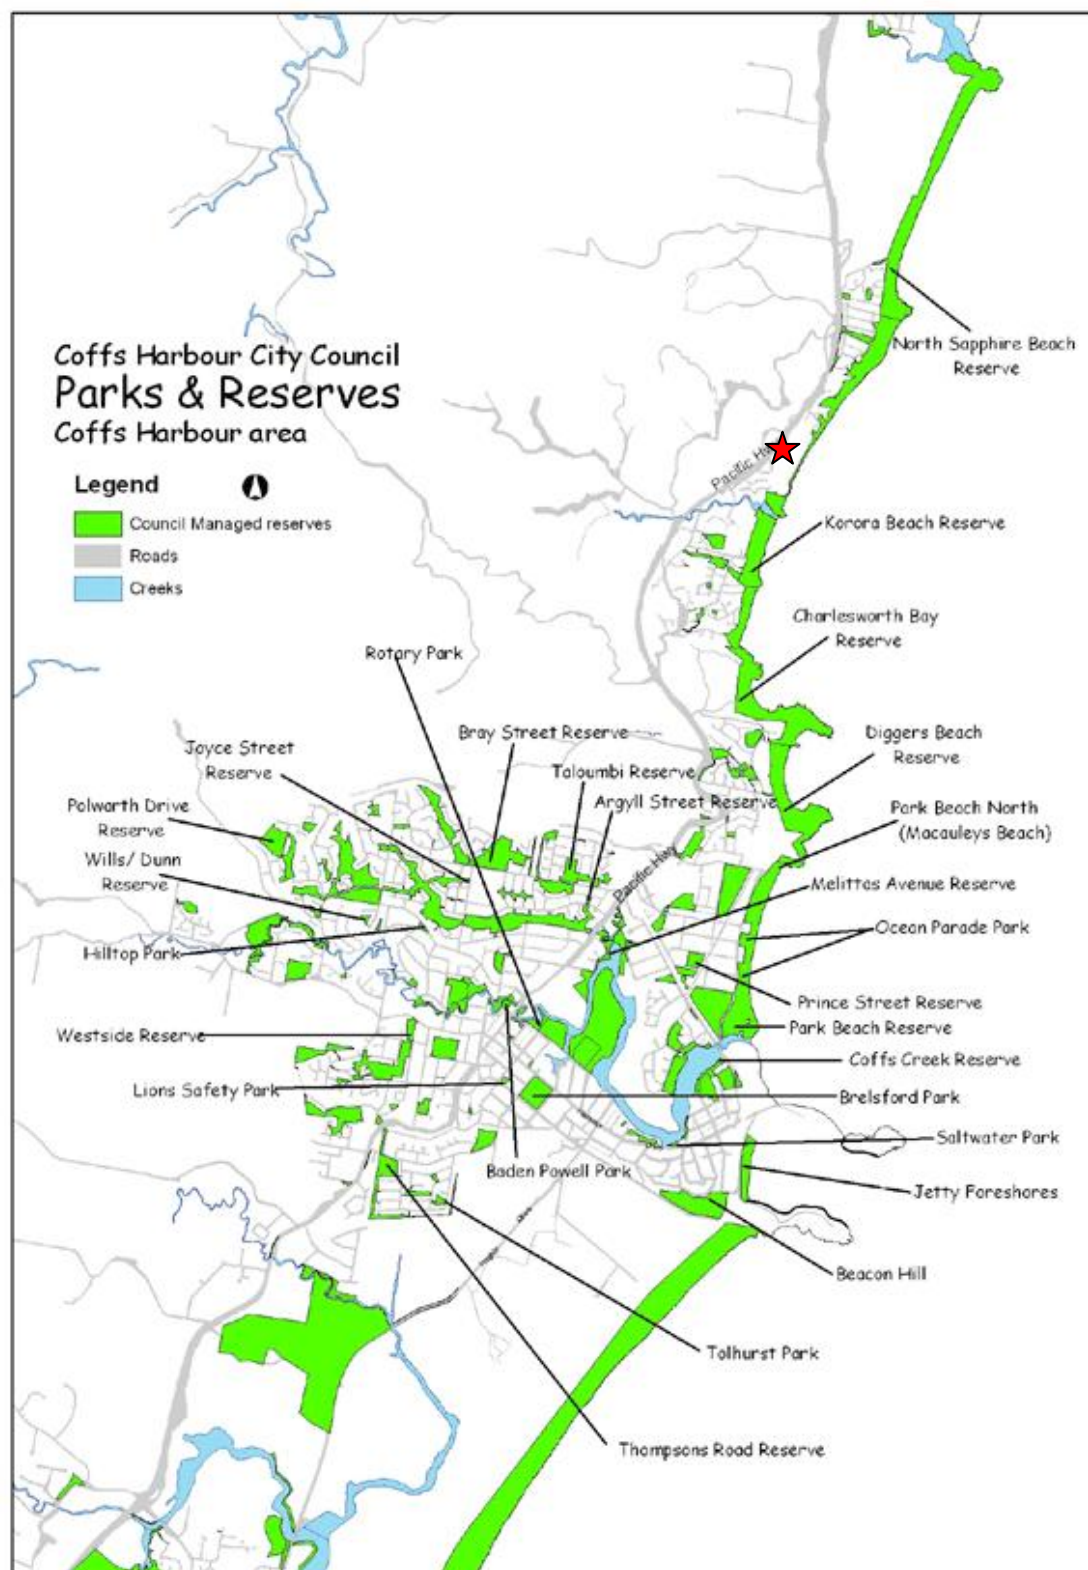 Coffs Harbour City Council
Parks & Reserves
Coffs Harbour area
Legend
Council Managed reserves
Roads
Creeks
North Sapphire Beach
Reserve
Pacific
Korora Beach Reserve
Charlesworth Bay
Reserve
Rotary Park
Bray Street Reserve
Joyce Street
Reserve
Taloumbi Reserve
Diggers Beach
Reserve
Argyll Street Reserve
Polwarth Drive
Reserve
Park Beach North
(Macauleys Beach)
Wills/ Dunn
Reserve
Pacific Hwy
Melittas Avenue Reserve
Ocean Parade Park
Hilltop Park
Prince Street Reserve
Westside Reserve
Park Beach Reserve
Coffs Creek Reserve
Lions Safety Park
Brelsford Park
Saltwater Park
Baden Powell Park
Jetty Foreshores
Beacon Hill
Tolhurst Park
Thompsons Road Reserve